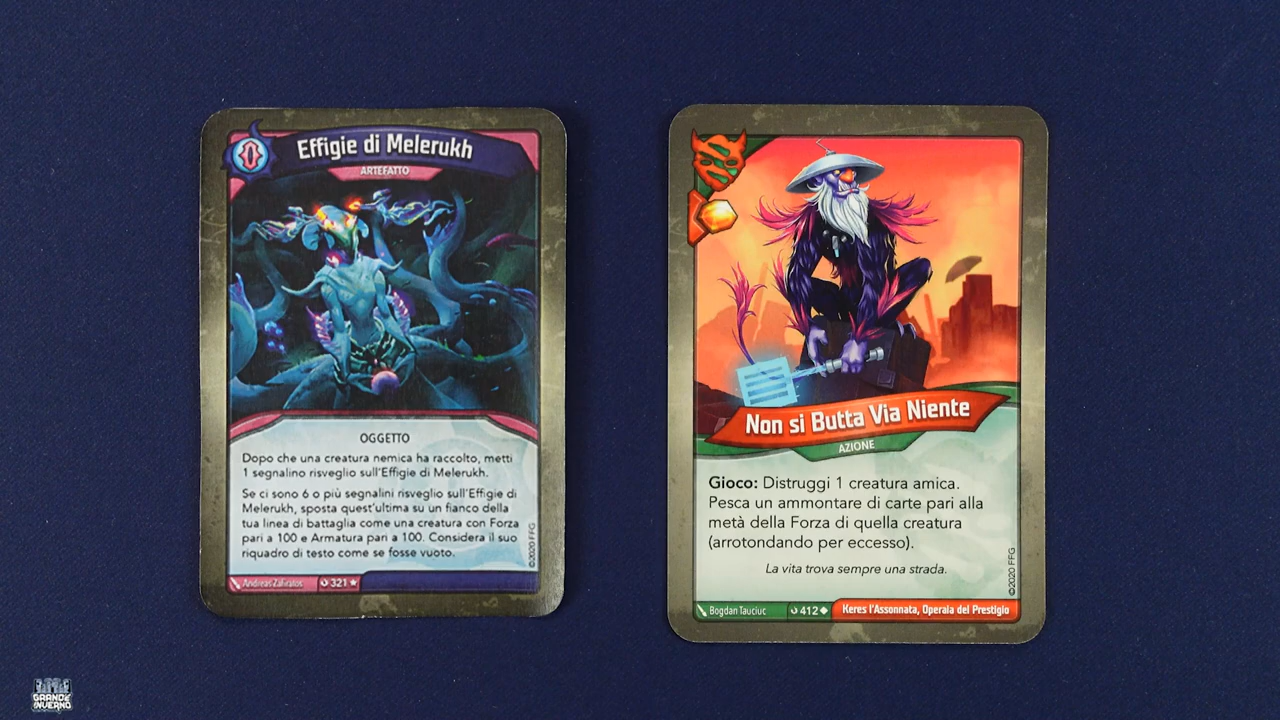 Effigie di Melerukh
ARTEFATTO
OGGETTO
Dopo che una creatura nemica ha raccolto, metti
1 segnalino risveglio sull'Effigie di Melerukh.
Se ci sono 6 o più segnalini risveglio sull'Effigie di
Melerukh, sposta quest'ultima su un fianco della
tua linea di battaglia come una creatura con Forza
pari a 100 e Armatura pari a 100. Considera il suo
riquadro di testo come se fosse vuoto.
©2020 FFG
Andreas Zafiratos
321
Non si Butta Via Niente
AZIONE
Gioco: Distruggi 1 creatura amica.
Pesca un ammontare di carte pari alla
metà della Forza di quella creatura
(arrotondando per eccesso).
La vita trova sempre una strada.
©2020 FFG
Bogdan Tauciuc
412
Keres l'Assonnata, Operaia del Prestigio
GRANDE
INVERNO